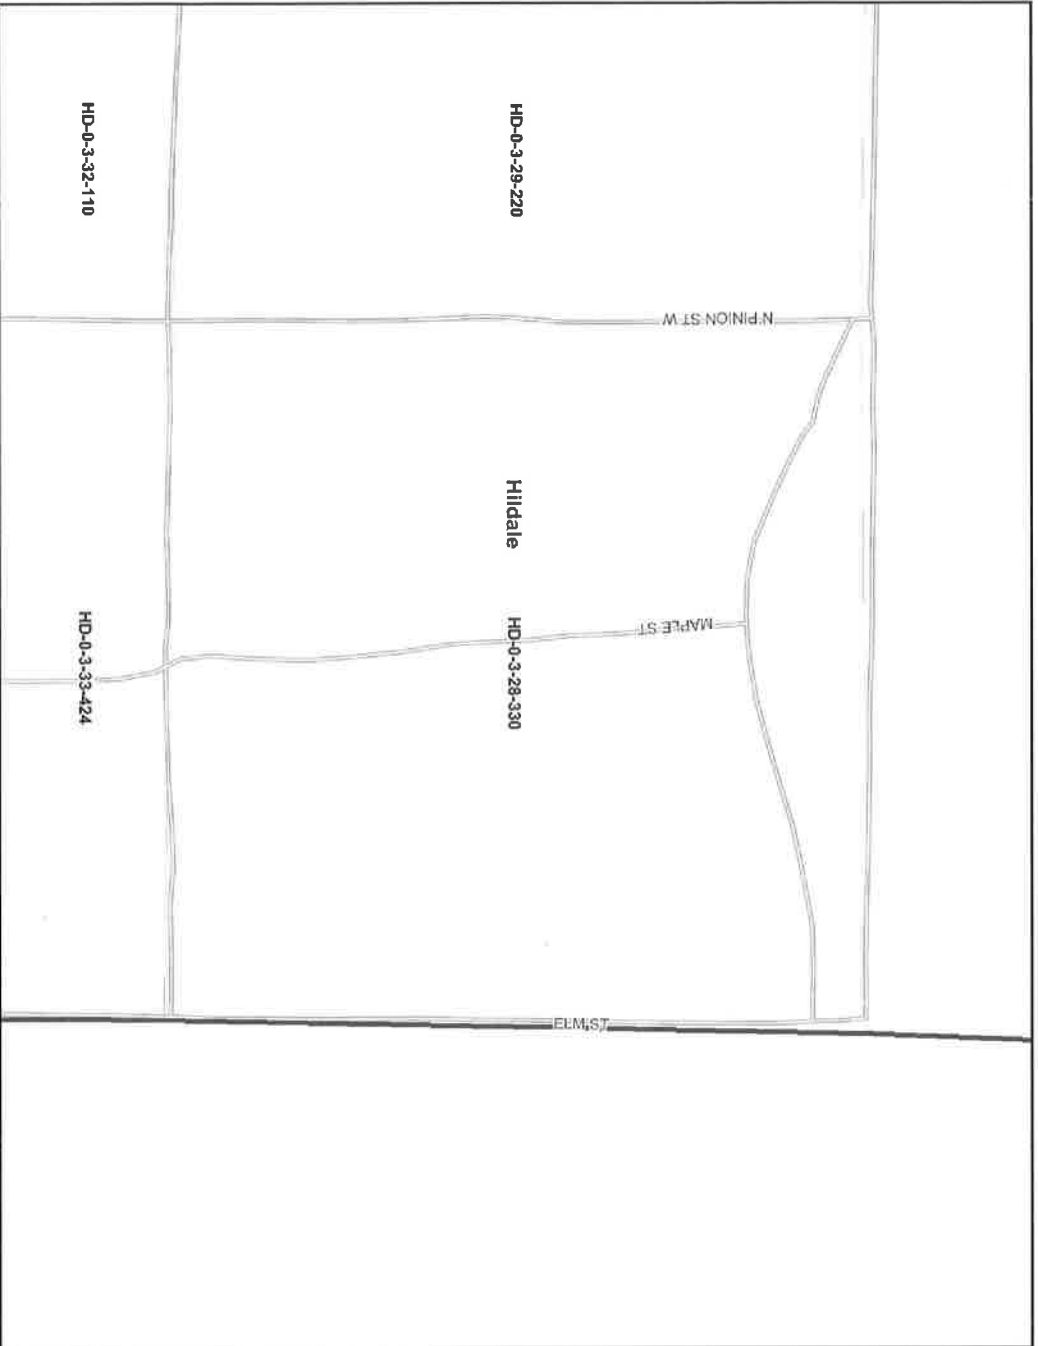 HD-0-3-29-220
HD-0-3-32-110
N PINION ST W
Hildale
MAPLE ST
HD-0-3-28-330
HD-0-3-33-424
ELM ST